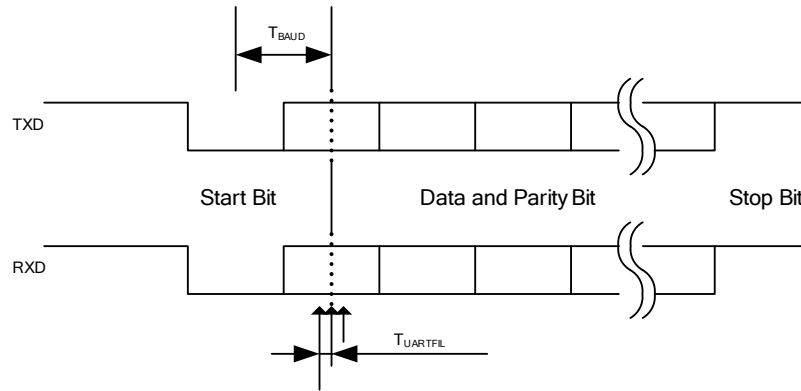 TBAUD
TXD
Start Bit Data and Parity Bit Stop Bit
RXD
TUARTFIL